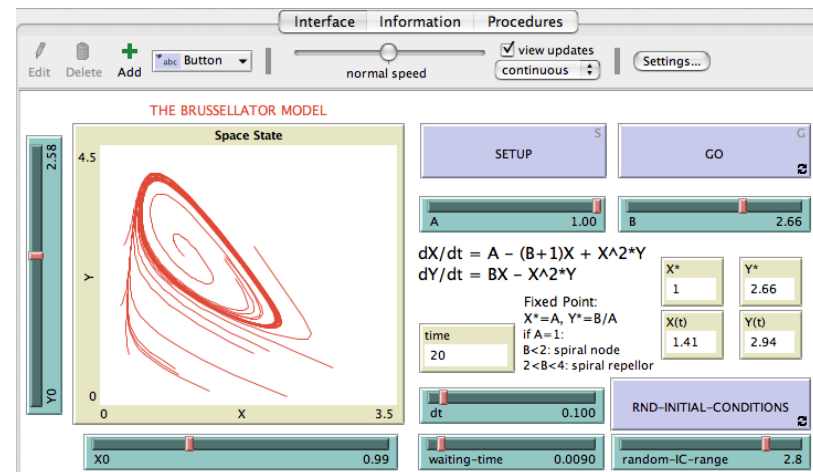 Interface Information Procedures
Edit Delete Add abc Button normal speed view updates continuous Settings...
THE BRUSSELLATOR MODEL
Space State
4.5
Y
0
0 X 3.5
2.58
Y0
X0 0.99
SETUP S
GO G
A 1.00
B 2.66
dX/dt = A - (B+1)X + X^2*Y
dY/dt = BX - X^2*Y
Fixed Point:
X*=A, Y*=B/A
if A=1:
B<2: spiral node
2<B<4: spiral repellor
X*
1
Y*
2.66
X(t)
1.41
Y(t)
2.94
time
20
dt 0.100
RND-INITIAL-CONDITIONS
waiting-time 0.0090
random-IC-range 2.8